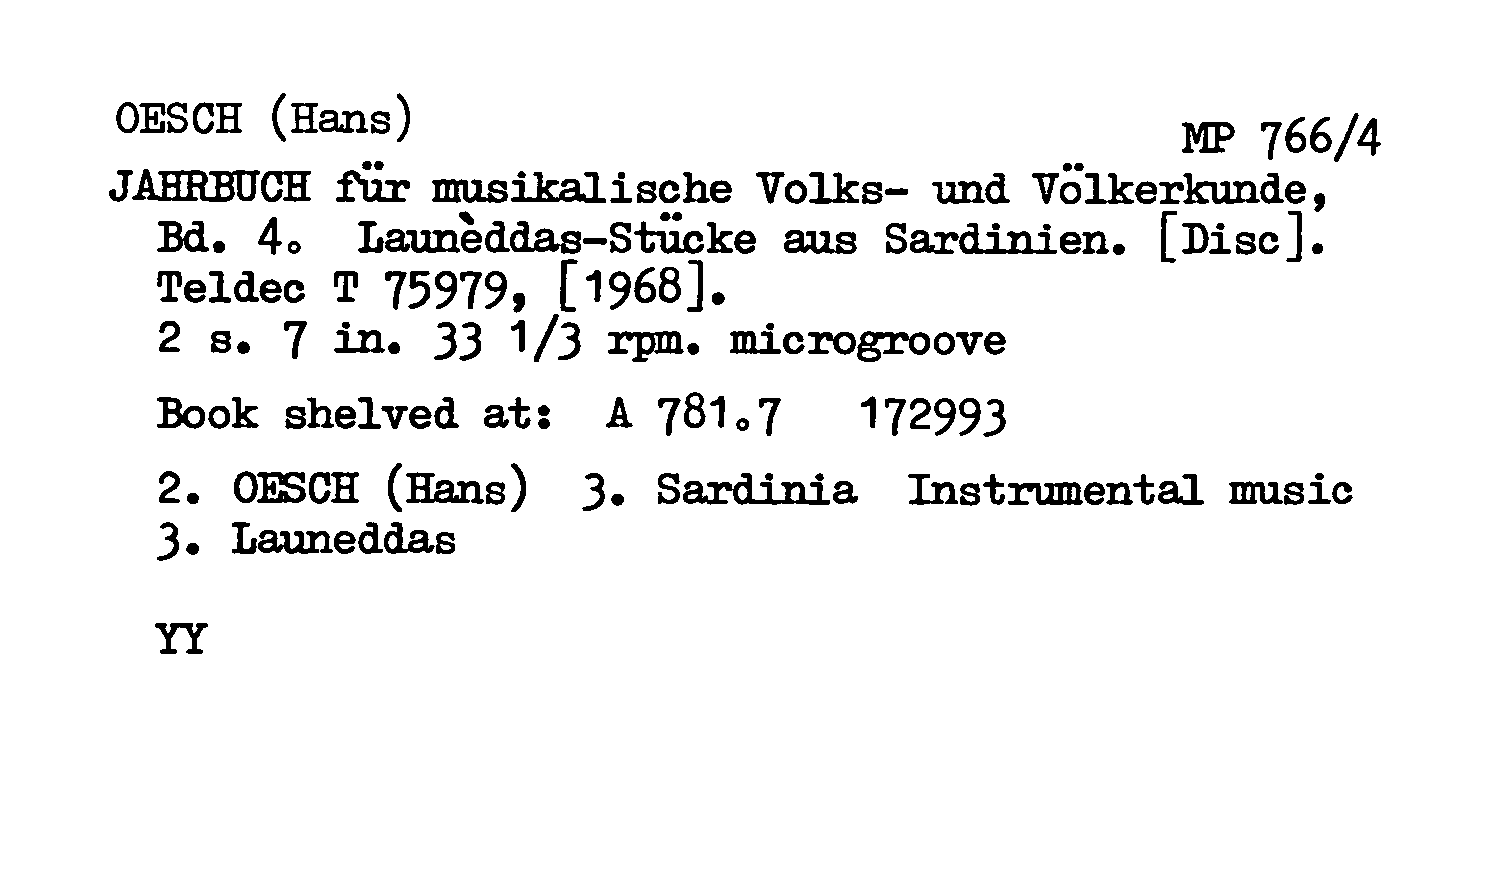 OESCH (Hans)
MP 766/4
JAHRBUCH für musikalische Volks- und Völkerkunde,
Bd. 4. Launèddas-Stücke aus Sardinien. [Disc].
Teldec T 75979, [1968].
2 s. 7 in. 33 1/3 rpm. microgroove
Book shelved at: A 781.7 172993
2. OESCH (Hans) 3. Sardinia Instrumental music
3. Launeddas
YY